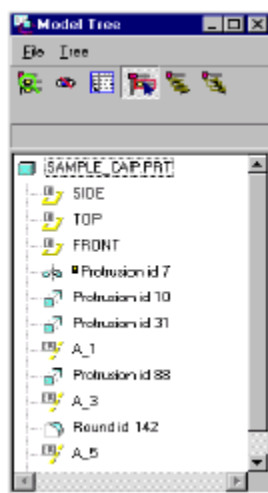 Model Tree
File Tree
SAMPLE_CAP.PRT
SIDE
TOP
FRONT
Protrusion id 7
Protrusion id 10
Protrusion id 31
A_1
Protrusion id 88
A_3
Round id 142
A_5